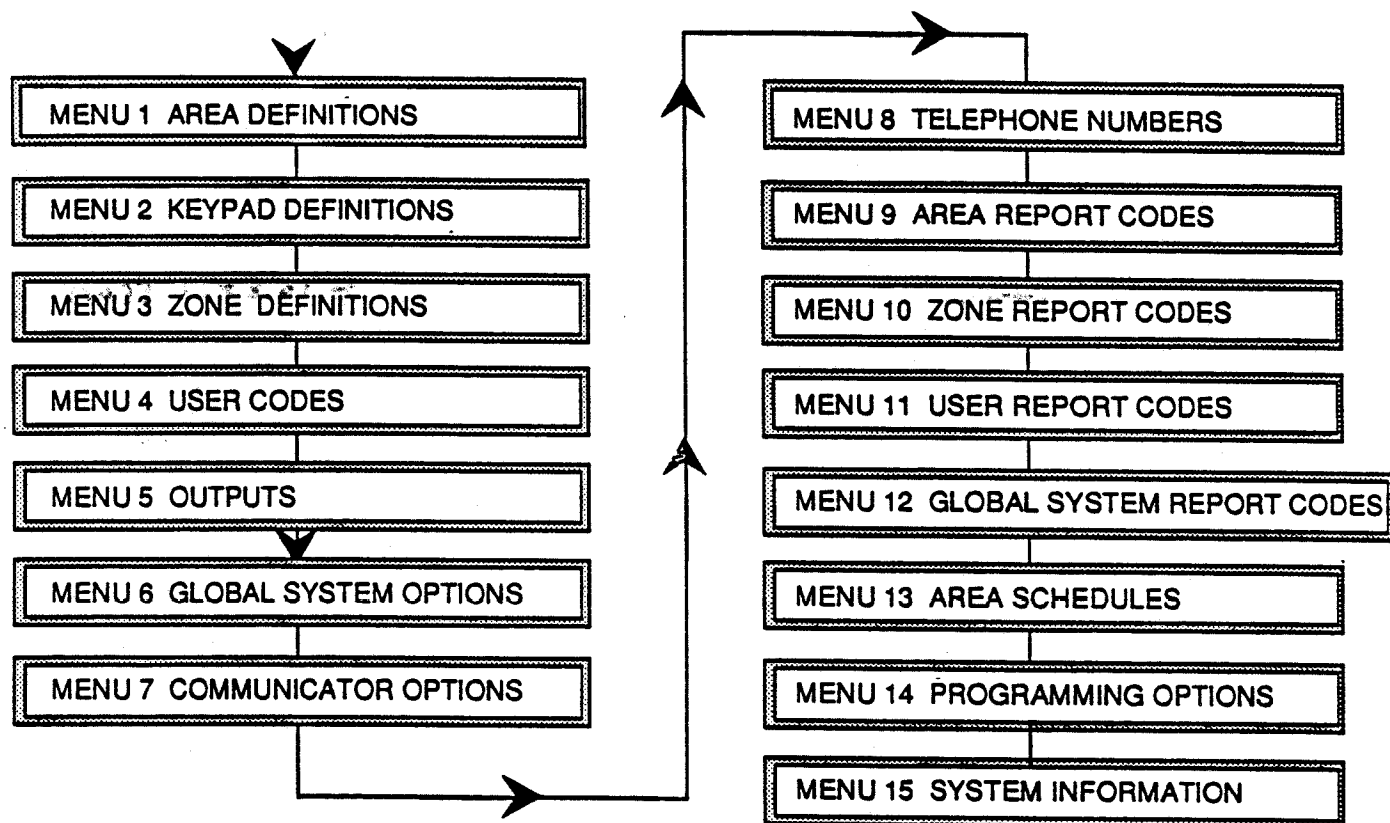 MENU 1 AREA DEFINITIONS
MENU 2 KEYPAD DEFINITIONS
MENU 3 ZONE DEFINITIONS
MENU 4 USER CODES
MENU 5 OUTPUTS
MENU 6 GLOBAL SYSTEM OPTIONS
MENU 7 COMMUNICATOR OPTIONS
MENU 8 TELEPHONE NUMBERS
MENU 9 AREA REPORT CODES
MENU 10 ZONE REPORT CODES
MENU 11 USER REPORT CODES
MENU 12 GLOBAL SYSTEM REPORT CODES
MENU 13 AREA SCHEDULES
MENU 14 PROGRAMMING OPTIONS
MENU 15 SYSTEM INFORMATION